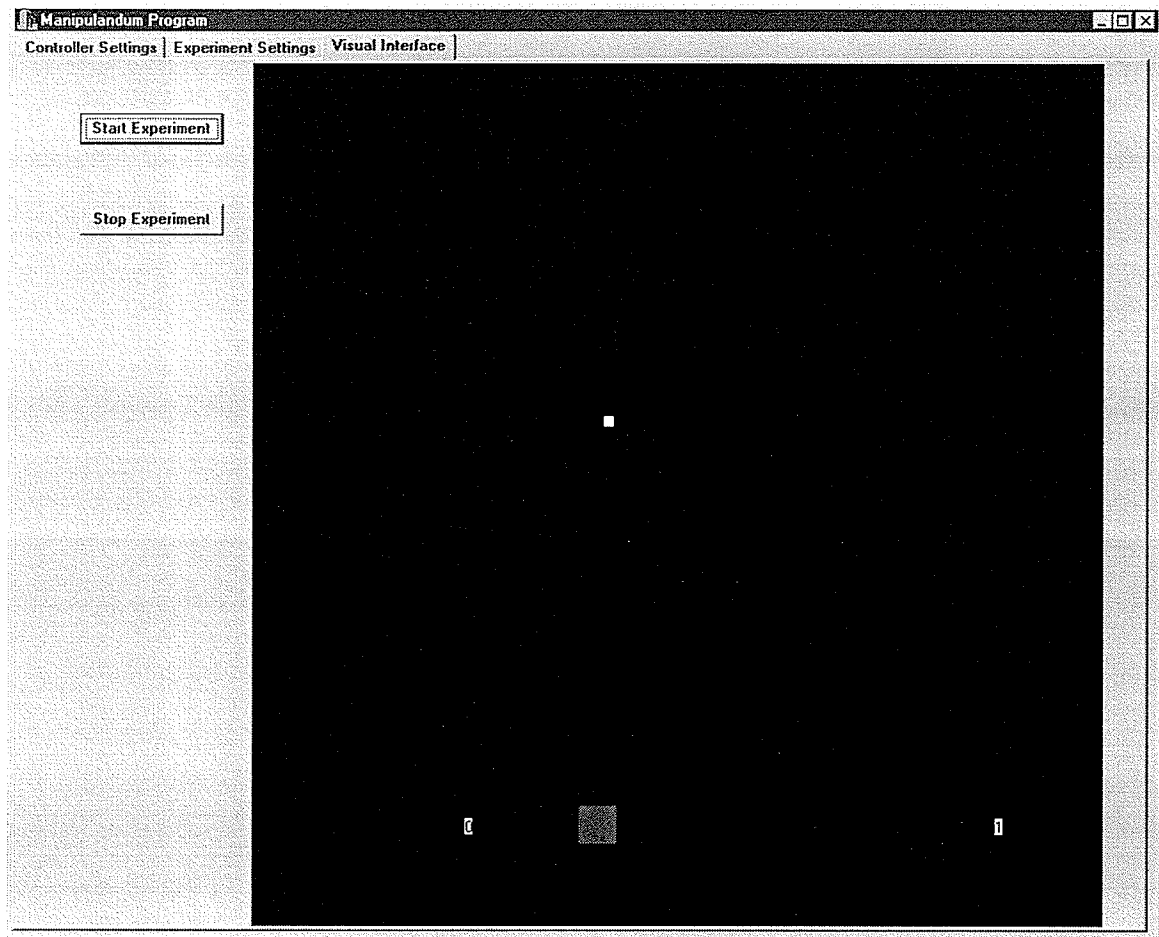 Manipulandum Program
Controller Settings Experiment Settings Visual Interface
Start Experiment
Stop Experiment
0 1